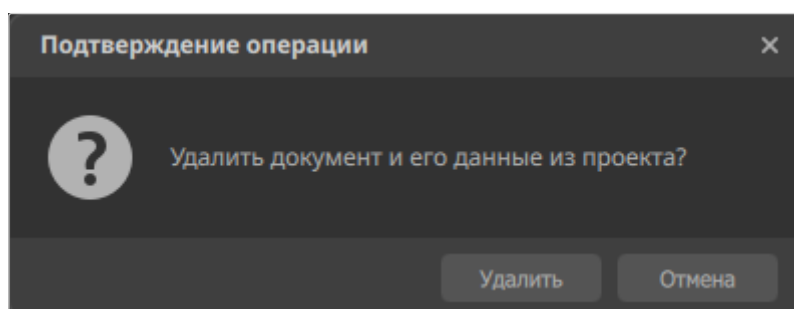 Подтверждение операции
Удалить документ и его данные из проекта?
Удалить Отмена